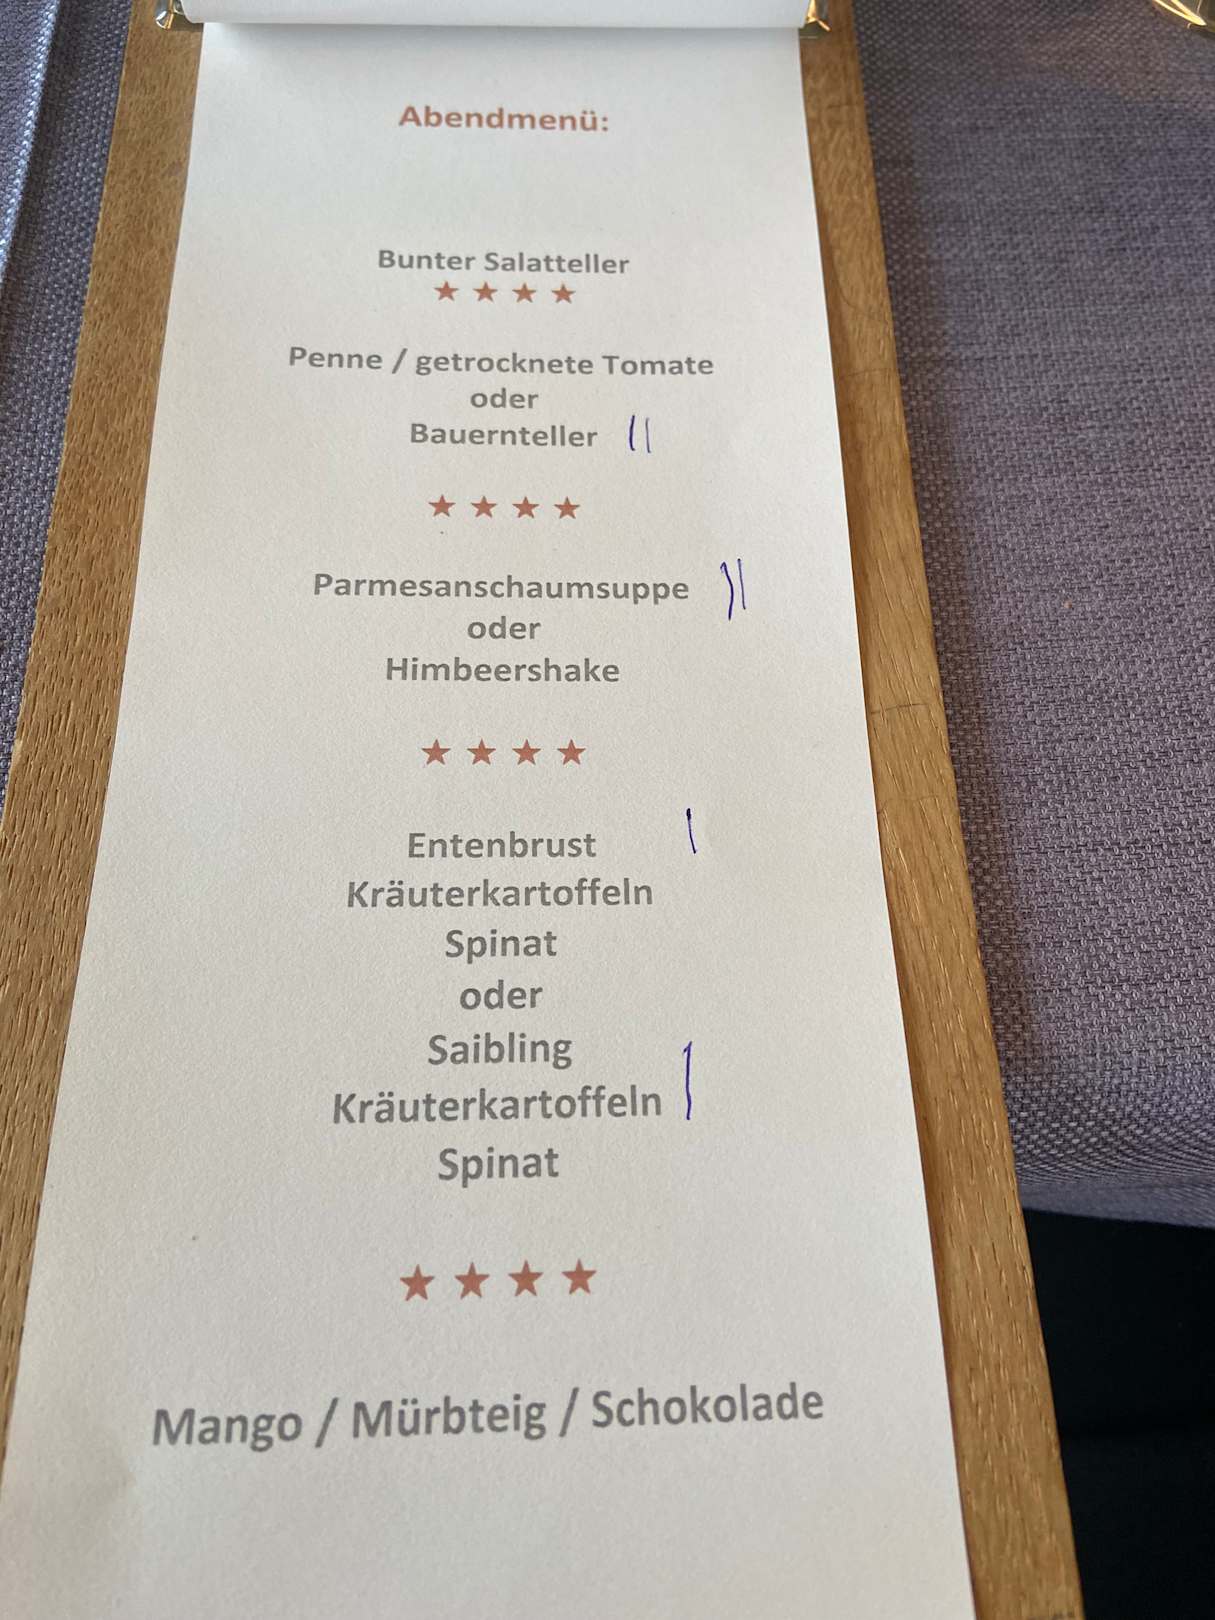 Abendmenü:
Bunter Salatteller
★ ★ ★ ★
Penne / getrocknete Tomate
oder
Bauernteller ||
★ ★ ★ ★
Parmesanschaumsuppe ||
oder
Himbeershake
★ ★ ★ ★
Entenbrust |
Kräuterkartoffeln
Spinat
oder
Saibling
Kräuterkartoffeln |
Spinat
★ ★ ★ ★
Mango / Mürbteig / Schokolade